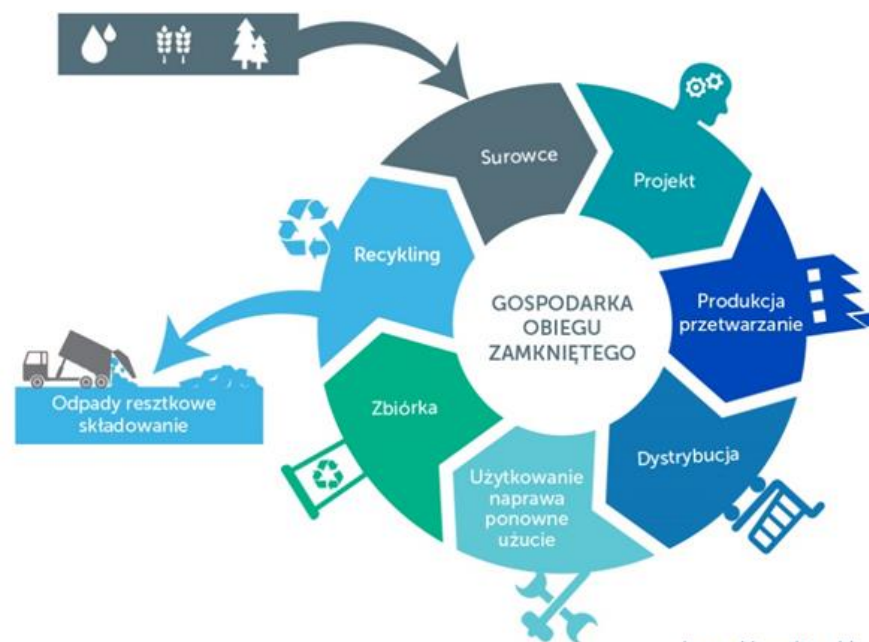 Surowce
Projekt
Produkcja
przetwarzanie
Dystrybucja
Użytkowanie
naprawa
ponowne
użucie
Zbiórka
Recykling
GOSPODARKA
OBIEGU
ZAMKNIĘTEGO
Odpady resztkowe
składowanie